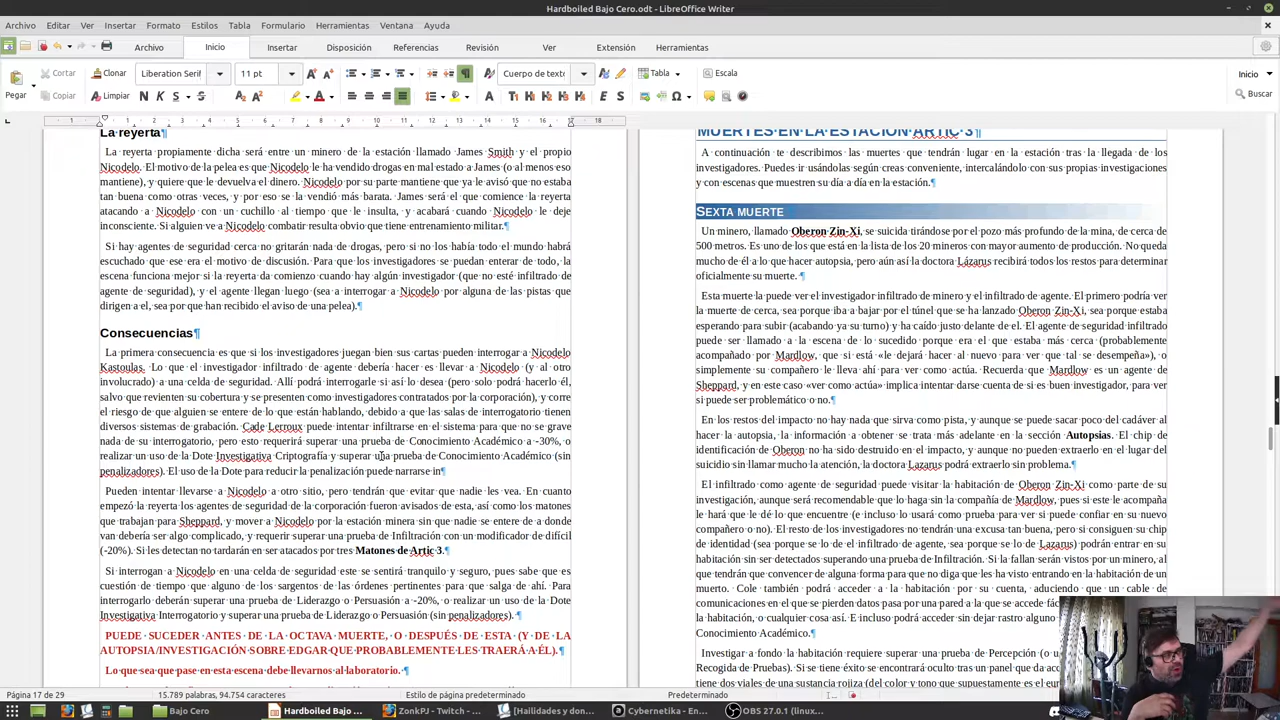 Hardboiled Bajo Cero.odt - LibreOffice Writer
Archivo Editar Ver Insertar Formato Estilos Tabla Formulario Herramientas Ventana Ayuda
Archivo Inicio Insertar Disposición Referencias Revisión Ver Extensión Herramientas
Pegar Cortar Clonar Liberation Serif 11 pt Cuerpo de texto Tabla Escala Inicio
Copiar Limpiar Buscar
La reyerta¶
La reyerta propiamente dicha será entre un minero de la estación llamado James Smith y el propio
Nicodelo. El motivo de la pelea es que Nicodelo le ha vendido drogas en mal estado a James (o al menos eso
mantiene), y quiere que le devuelva el dinero. Nicodelo por su parte mantiene que ya le avisó que no estaba
tan buena como otras veces, y por eso se la vendió más barata. James será el que comience la reyerta
atacando a Nicodelo con un cuchillo al tiempo que le insulta, y acabará cuando Nicodelo le deje
inconsciente. Si alguien ve a Nicodelo combatir resulta obvio que tiene entrenamiento militar.¶
Si hay agentes de seguridad cerca no gritarán nada de drogas, pero si no los había todo el mundo habrá
escuchado que ese era el motivo de discusión. Para que los investigadores se puedan enterar de todo, la
escena funciona mejor si la reyerta da comienzo cuando hay algún investigador (que no esté infiltrado de
agente de seguridad), y el agente llegan luego (sea a interrogar a Nicodelo por alguna de las pistas que
dirigen a el, sea por que han recibido el aviso de una pelea).¶
Consecuencias¶
La primera consecuencia es que si los investigadores juegan bien sus cartas pueden interrogar a Nicodelo
Kastoulas. Lo que el investigador infiltrado de agente debería hacer es llevar a Nicodelo (y al otro
involucrado) a una celda de seguridad. Allí podrá interrogarle si así lo desea (pero solo podrá hacerlo él,
salvo que revienten su cobertura y se presenten como investigadores contratados por la corporación), y corre
el riesgo de que alguien se entere de lo que están hablando, debido a que las salas de interrogatorio tienen
diversos sistemas de grabación. Cade Lerroux puede intentar infiltrarse en el sistema para que no se grave
nada de su interrogatorio, pero esto requerirá superar una prueba de Conocimiento Académico a -30%, o
realizar un uso de la Dote Investigativa Criptografía y superar una prueba de Conocimiento Académico (sin
penalizadores). El uso de la Dote para reducir la penalización puede narrarse in¶
Pueden intentar llevarse a Nicodelo a otro sitio, pero tendrán que evitar que nadie les vea. En cuanto
empezó la reyerta los agentes de seguridad de la corporación fueron avisados de esta, así como los matones
que trabajan para Sheppard, y mover a Nicodelo por la estación minera sin que nadie se entere de a donde
van debería ser algo complicado, y requerir superar una prueba de Infiltración con un modificador de difícil
(-20%). Si les detectan no tardarán en ser atacados por tres Matones de Artic 3.¶
Si interrogan a Nicodelo en una celda de seguridad este se sentirá tranquilo y seguro, pues sabe que es
cuestión de tiempo que alguno de los sargentos de las órdenes pertinentes para que salga de ahí. Para
interrogarlo deberán superar una prueba de Liderazgo o Persuasión a -20%, o realizar un uso de la Dote
Investigativa Interrogatorio y superar una prueba de Liderazgo o Persuasión (sin penalizadores).¶
PUEDE SUCEDER ANTES DE LA OCTAVA MUERTE, O DESPUÉS DE ESTA (Y DE LA
AUTOPSIA/INVESTIGACIÓN SOBRE EDGAR QUE PROBABLEMENTE LES TRAERÁ A ÉL).¶
Lo que sea que pase en esta escena debe llevarnos al laboratorio.¶
MUERTES EN LA ESTACIÓN ARTIC 3¶
A continuación te describimos las muertes que tendrán lugar en la estación tras la llegada de los
investigadores. Puedes ir usándolas según creas conveniente, intercalándolo con sus investigaciones
y con escenas que muestren su día a día en la estación.¶
SEXTA MUERTE
Un minero, llamado Oberon Zin-Xi, se suicida tirándose por el pozo más profundo de la mina, de cerca de
500 metros. Es uno de los que está en la lista de los 20 mineros con mayor aumento de producción. No queda
mucho de él a lo que hacer autopsia, pero aún así la doctora Lázarus recibirá todos los restos para determinar
oficialmente su muerte.¶
Esta muerte la puede ver el investigador infiltrado de minero y el infiltrado de agente. El primero podría ver
la muerte de cerca, sea porque iba a bajar por el túnel que se ha lanzado Oberon Zin-Xi, sea porque estaba
esperando para subir (acabando ya su turno) y ha caído justo delante de el. El agente de seguridad infiltrado
puede ser llamado a la escena de lo sucedido porque era el que estaba más cerca (probablemente
acompañado por Mardlow, que si está «le dejará hacer al nuevo para ver que tal se desempeña»), o
simplemente su compañero le lleva ahí para ver como actúa. Recuerda que Mardlow es un agente de
Sheppard, y en este caso «ver como actúa» implica intentar darse cuenta de si es buen investigador, para ver
si puede ser problemático o no.¶
En los restos del impacto no hay nada que sirva como pista, y aunque se puede sacar poco del cadáver al
hacer la autopsia, la información a obtener se trata más adelante en la sección Autopsias. El chip de
identificación de Oberon no ha sido destruido en el impacto, y aunque no pueden extraerlo en el lugar del
suicidio sin llamar mucho la atención, la doctora Lazarus podrá extraerlo sin problema.¶
El infiltrado como agente de seguridad puede visitar la habitación de Oberon Zin-Xi como parte de su
investigación, aunque será recomendable que lo haga sin la compañía de Mardlow, pues si este le acompaña
le hará que le dé lo que encuentre (e incluso lo usará como prueba para ver si puede confiar en su nuevo
compañero o no). El resto de los investigadores no tendrán una excusa tan buena, pero si consiguen su chip
de identidad (sea porque se lo de el infiltrado de agente, sea porque se lo de Lazarus) podrán entrar en su
habitación sin ser detectados superando una prueba de Infiltración. Si la fallan serán vistos por un minero, al
que tendrán que convencer de alguna forma para que no diga que les ha visto entrando en la habitación de un
muerto. Cole también podrá acceder a la habitación por su cuenta, aduciendo que un cable de
comunicaciones en el que se pierden datos pasa por una pared a la que se accede
la habitación, o cualquier cosa así. E incluso podrá acceder sin dejar rastro alguno
Conocimiento Académico.¶
Investigar a fondo la habitación requiere superar una prueba de Percepción (o u
Recogida de Pruebas). Si se tiene éxito se encontrará oculto tras un panel que da
tiene dos viales de una sustancia rojiza (del color y tono que supuestamente es el
Página 17 de 29 15.789 palabras, 94.754 caracteres Estilo de página predeterminado Predeterminado
Bajo Cero Hardboiled Bajo ... ZonkPJ - Twitch - ... [Hailidades y don... Cybernetika - En... OBS 27.0.1 (linux...